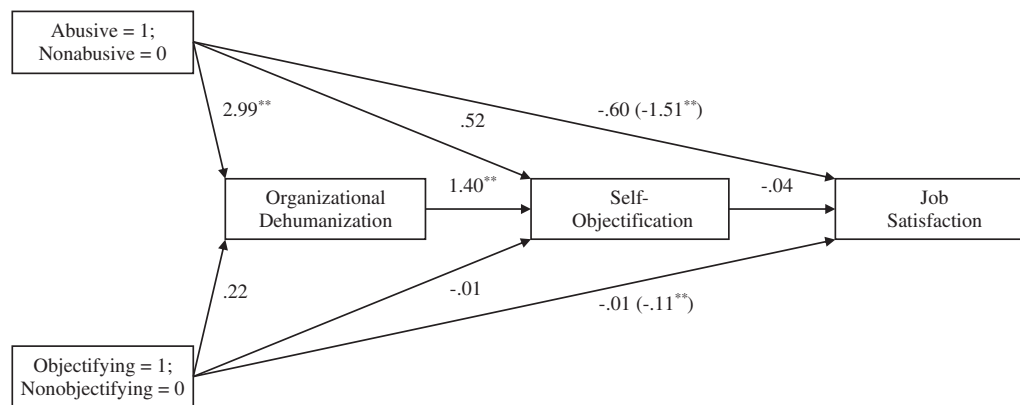 Abusive = 1;
Nonabusive = 0
2.99**
.52
-.60 (-1.51**)
Organizational
Dehumanization
1.40**
Self-
Objectification
-.04
Job
Satisfaction
.22
-.01
-.01 (-.11**)
Objectifying = 1;
Nonobjectifying = 0